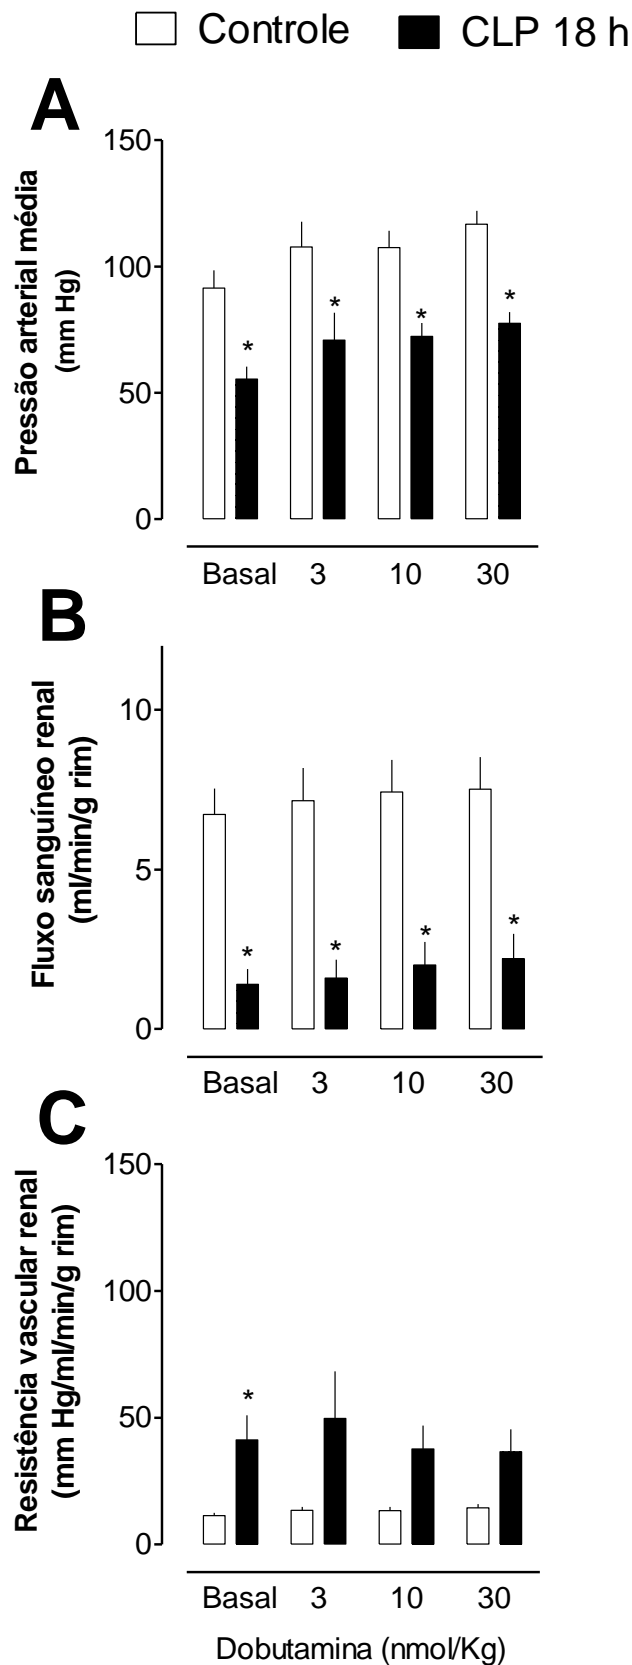 Controle CLP 18 h
A
Pressão arterial média
(mm Hg)
150
100
50
0
* * * *
Basal 3 10 30
B
Fluxo sanguíneo renal
(ml/min/g rim)
10
5
0
* * * *
Basal 3 10 30
C
Resistência vascular renal
(mm Hg/ml/min/g rim)
150
100
50
0
*
Basal 3 10 30
Dobutamina (nmol/Kg)